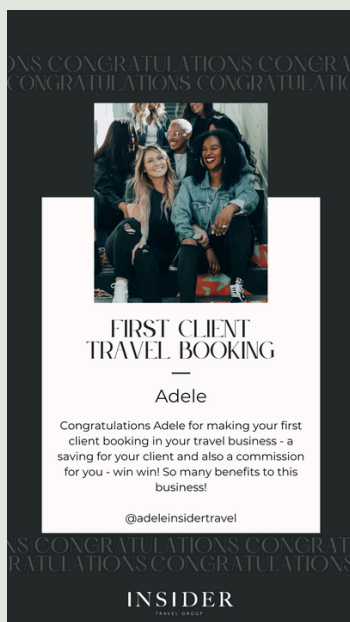 ONS CONGRATULATIONS CONGRA
CONGRATULATIONS CONGRATULATIO
FIRST CLIENT
TRAVEL BOOKING
Adele
Congratulations Adele for making your first
client booking in your travel business - a
saving for your client and also a commission
for you - win win! So many benefits to this
business!
@adeleinsidertravel
NS CONGRATULATIONS CONGRAT
RATULATIONS CONGRATULATIONS
INSIDER
TRAVEL GROUP